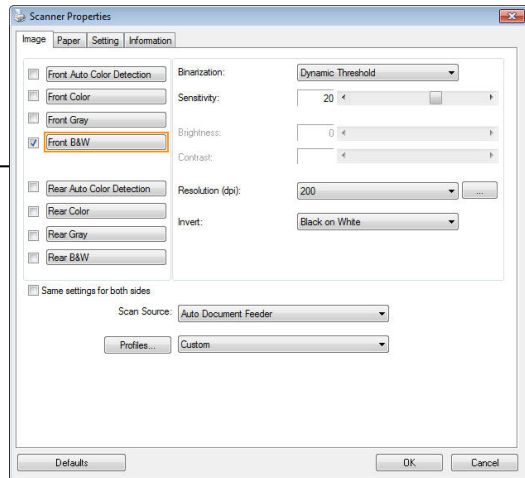 Scanner Properties
Image Paper Setting Information
Front Auto Color Detection
Front Color
Front Gray
Front B&W
Rear Auto Color Detection
Rear Color
Rear Gray
Rear B&W
Binarization: Dynamic Threshold
Sensitivity: 20
Brightness: 0
Contrast:
Resolution (dpi): 200 ...
Invert: Black on White
Same settings for both sides
Scan Source: Auto Document Feeder
Profiles... Custom
Defaults OK Cancel